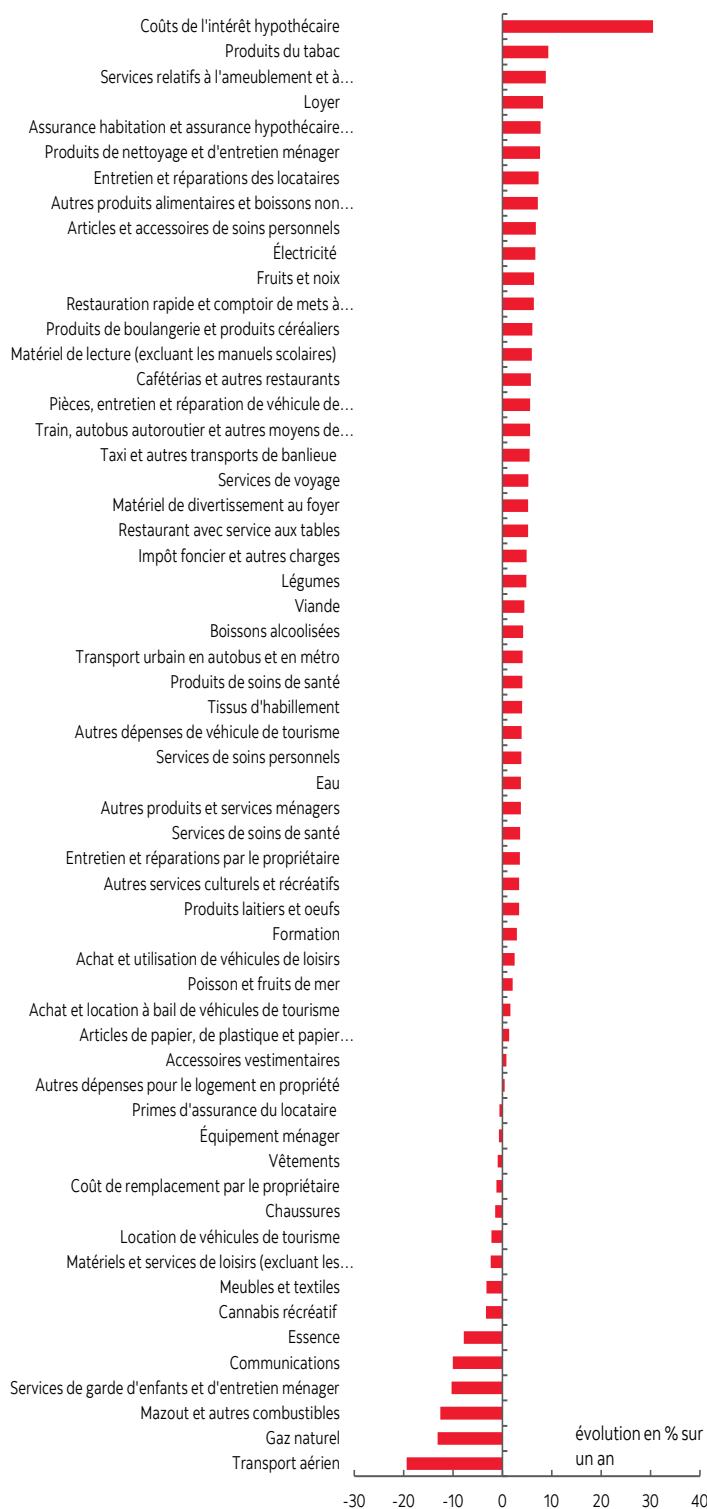 Coûts de l'intérêt hypothécaire
Produits du tabac
Services relatifs à l'ameublement et à…
Loyer
Assurance habitation et assurance hypothécaire…
Produits de nettoyage et d'entretien ménager
Entretien et réparations des locataires
Autres produits alimentaires et boissons non…
Articles et accessoires de soins personnels
Électricité
Fruits et noix
Restauration rapide et comptoir de mets à…
Produits de boulangerie et produits céréaliers
Matériel de lecture (excluant les manuels scolaires)
Cafétérias et autres restaurants
Pièces, entretien et réparation de véhicule de…
Train, autobus autoroutier et autres moyens de…
Taxi et autres transports de banlieue
Services de voyage
Matériel de divertissement au foyer
Restaurant avec service aux tables
Impôt foncier et autres charges
Légumes
Viande
Boissons alcoolisées
Transport urbain en autobus et en métro
Produits de soins de santé
Tissus d'habillement
Autres dépenses de véhicule de tourisme
Services de soins personnels
Eau
Autres produits et services ménagers
Services de soins de santé
Entretien et réparations par le propriétaire
Autres services culturels et récréatifs
Produits laitiers et oeufs
Formation
Achat et utilisation de véhicules de loisirs
Poisson et fruits de mer
Achat et location à bail de véhicules de tourisme
Articles de papier, de plastique et papier…
Accessoires vestimentaires
Autres dépenses pour le logement en propriété
Primes d'assurance du locataire
Équipement ménager
Vêtements
Coût de remplacement par le propriétaire
Chaussures
Location de véhicules de tourisme
Matériels et services de loisirs (excluant les…
Meubles et textiles
Cannabis récréatif
Essence
Communications
Services de garde d'enfants et d'entretien ménager
Mazout et autres combustibles
Gaz naturel
Transport aérien
évolution en % sur
un an
-30 -20 -10 0 10 20 30 40